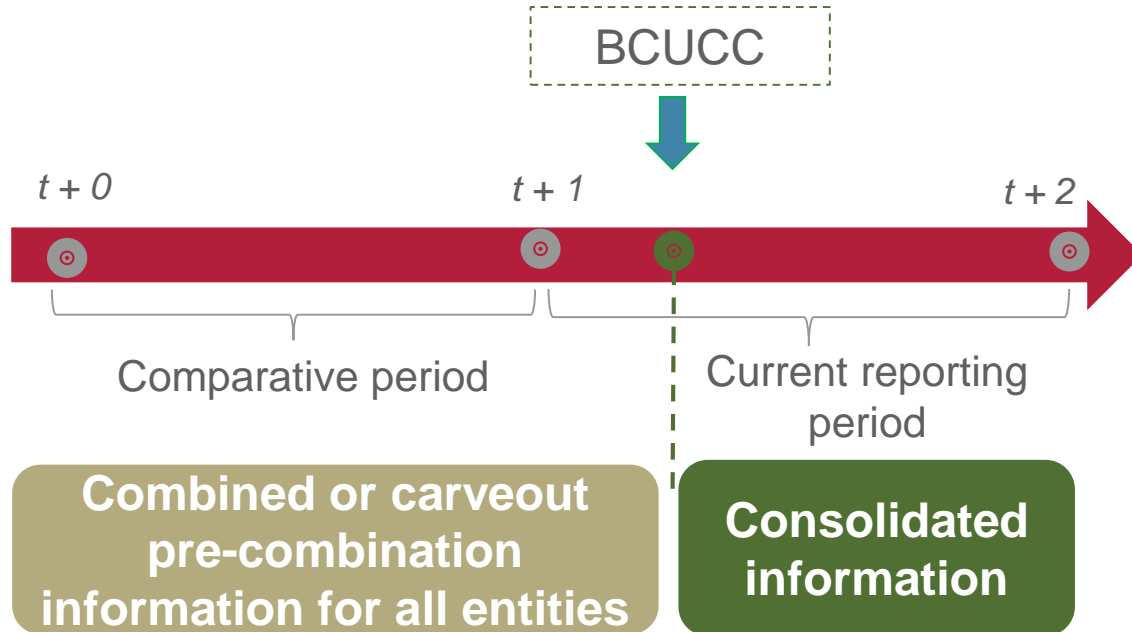 BCUCC
t + 0
t + 1
t + 2
Comparative period
Current reporting
period
Combined or carveout
pre-combination
information for all entities
Consolidated
information